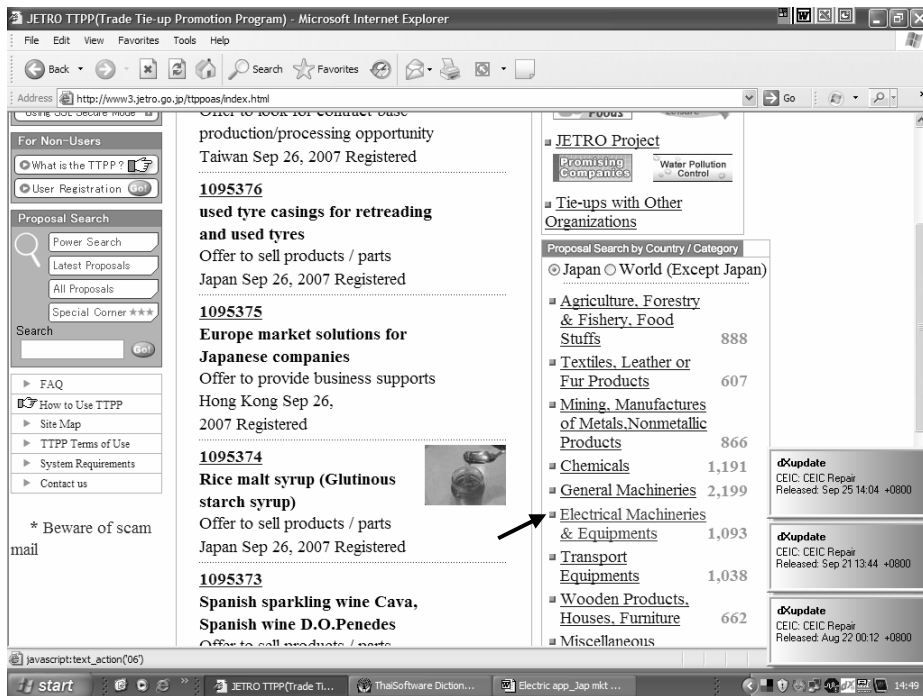 JETRO TTPP(Trade Tie-up Promotion Program) - Microsoft Internet Explorer
File Edit View Favorites Tools Help
Back Search Favorites
Address http://www3.jetro.go.jp/ttppoas/index.html Go
Using SSL Secure Mode
For Non-Users
What is the TTPP?
User Registration Go!
Proposal Search
Power Search
Latest Proposals
All Proposals
Special Corner ★★★
Search
Go!
FAQ
How to Use TTPP
Site Map
TTPP Terms of Use
System Requirements
Contact us
* Beware of scam
mail
Offer to look for contract-base
production/processing opportunity
Taiwan Sep 26, 2007 Registered
1095376
used tyre casings for retreading
and used tyres
Offer to sell products / parts
Japan Sep 26, 2007 Registered
1095375
Europe market solutions for
Japanese companies
Offer to provide business supports
Hong Kong Sep 26,
2007 Registered
1095374
Rice malt syrup (Glutinous
starch syrup)
Offer to sell products / parts
Japan Sep 26, 2007 Registered
1095373
Spanish sparkling wine Cava,
Spanish wine D.O.Penedes
Offer to sell products / parts
Foods Leisure
JETRO Project
Promising
Companies
Water Pollution
Control
Tie-ups with Other
Organizations
Proposal Search by Country / Category
Japan World (Except Japan)
Agriculture, Forestry
& Fishery, Food
Stuffs 888
Textiles, Leather or
Fur Products 607
Mining, Manufactures
of Metals,Nonmetallic
Products 866
Chemicals 1,191
General Machineries 2,199
Electrical Machineries
& Equipments 1,093
Transport
Equipments 1,038
Wooden Products,
Houses, Furniture 662
Miscellaneous
dXupdate
CEIC: CEIC Repair
Released: Sep 25 14:04 +0800
dXupdate
CEIC: CEIC Repair
Released: Sep 21 13:44 +0800
dXupdate
CEIC: CEIC Repair
Released: Aug 22 00:12 +0800
javascript:text_action('06')
start JETRO TTPP(Trade Ti... ThaiSoftware Diction... Electric app_Jap mkt ... 14:49